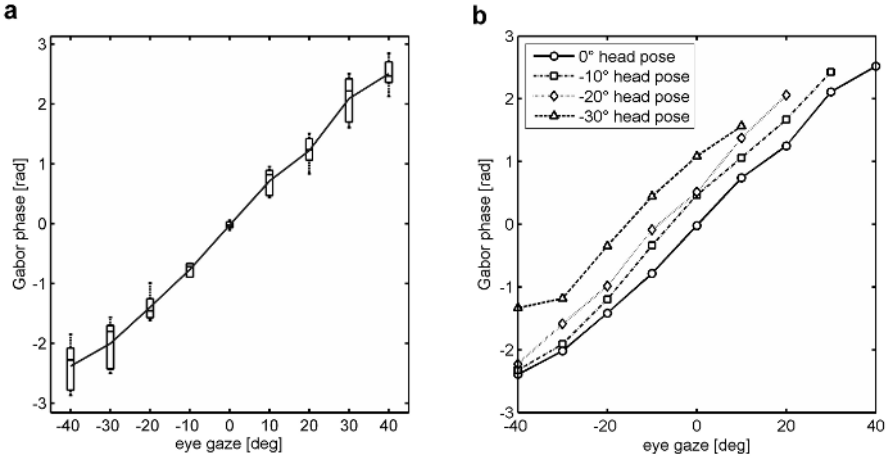 a
3
2
1
0
-1
-2
-3
Gabor phase [rad]
-40 -30 -20 -10 0 10 20 30 40
eye gaze [deg]
b
3
2
1
0
-1
-2
-3
Gabor phase [rad]
0° head pose
-10° head pose
-20° head pose
-30° head pose
-40 -20 0 20 40
eye gaze [deg]